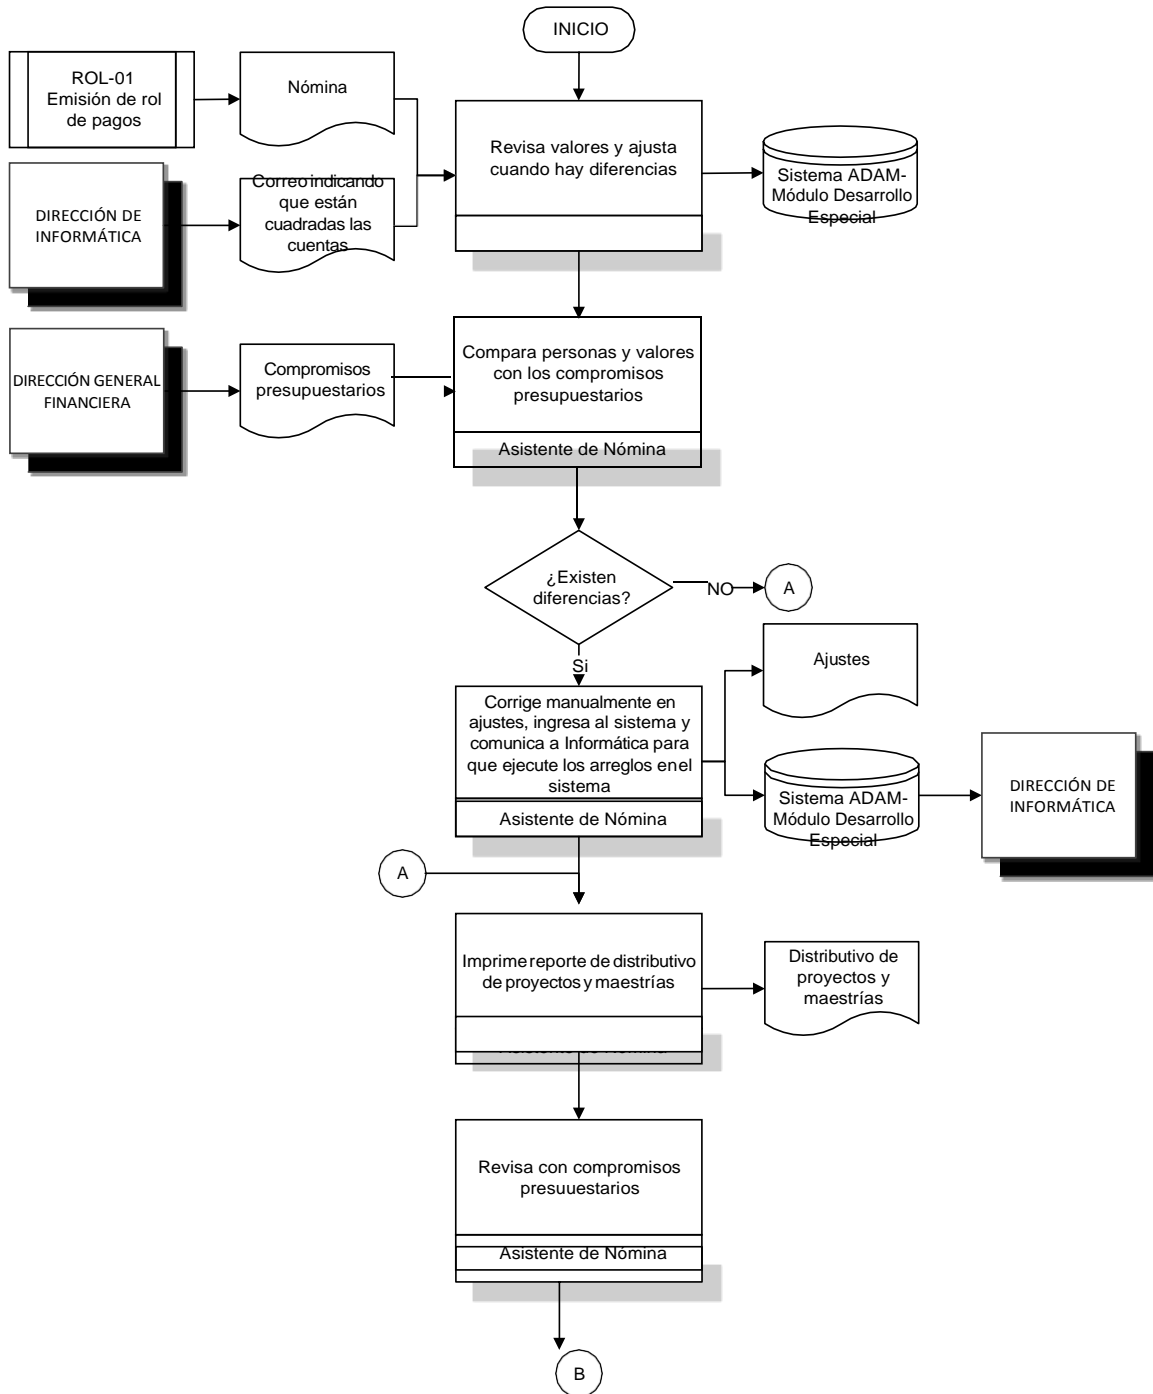 INICIO
ROL-01
Emisión de rol
de pagos
Nómina
Revisa valores y ajusta
cuando hay diferencias
Sistema ADAM-
Módulo Desarrollo
Especial
DIRECCIÓN DE
INFORMÁTICA
Correo indicando
que están
cuadradas las
cuentas
DIRECCIÓN GENERAL
FINANCIERA
Compromisos
presupuestarios
Compara personas y valores
con los compromisos
presupuestarios
Asistente de Nómina
¿Existen
diferencias?
NO
A
Si
Ajustes
Corrige manualmente en
ajustes, ingresa al sistema y
comunica a Informática para
que ejecute los arreglos en el
sistema
Asistente de Nómina
Sistema ADAM-
Módulo Desarrollo
Especial
DIRECCIÓN DE
INFORMÁTICA
A
Imprime reporte de distributivo
de proyectos y maestrías
Asistente de Nómina
Distributivo de
proyectos y
maestrías
Revisa con compromisos
presuuestarios
Asistente de Nómina
B